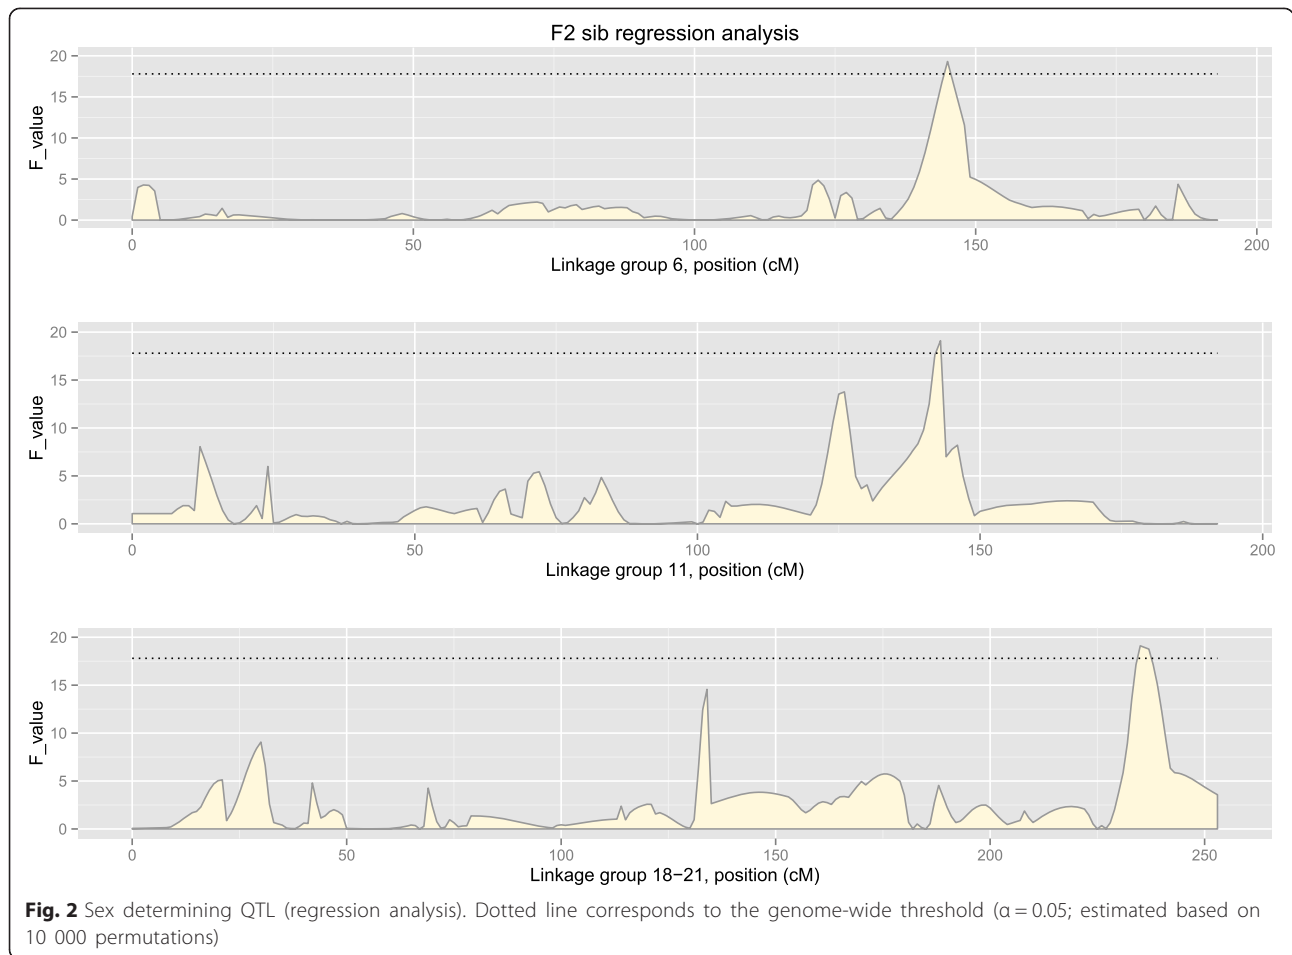 F2 sib regression analysis
20
15
10
5
0
F_value
0 50 100 150 200
Linkage group 6, position (cM)
20
15
10
5
0
F_value
0 50 100 150 200
Linkage group 11, position (cM)
20
15
10
5
0
F_value
0 50 100 150 200 250
Linkage group 18−21, position (cM)
Fig. 2 Sex determining QTL (regression analysis). Dotted line corresponds to the genome-wide threshold (α = 0.05; estimated based on
10 000 permutations)